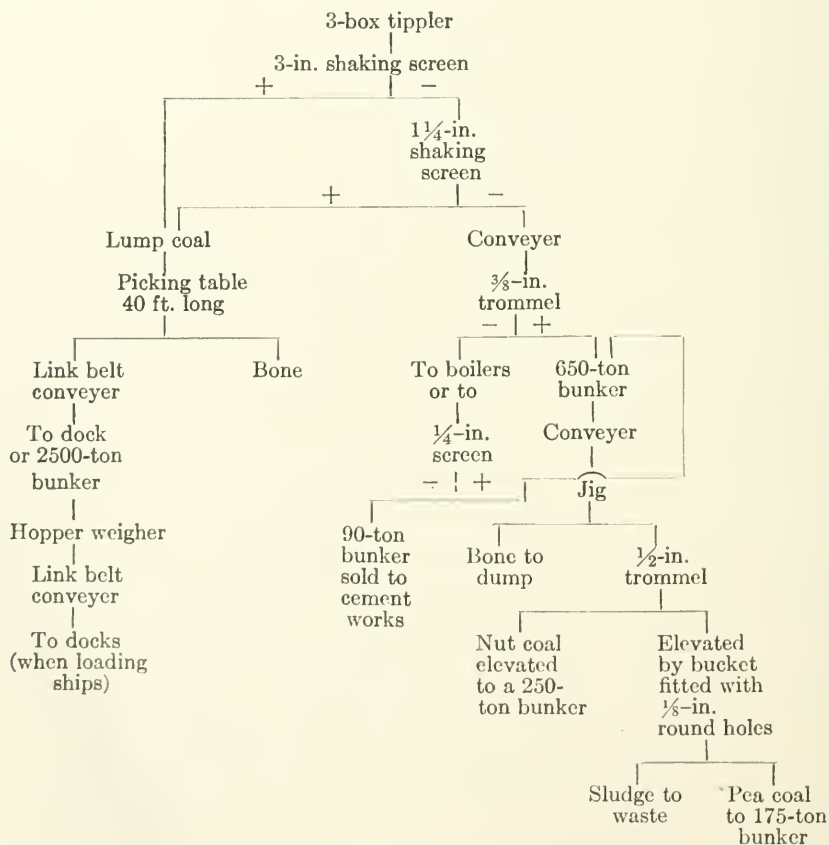 3-box tippler
3-in. shaking screen
+ −
1¼-in.
shaking
screen
+ −
Lump coal
Conveyer
Picking table
40 ft. long
⅜-in.
trommel
− +
Link belt
conveyer
Bone
To boilers
or to
650-ton
bunker
To dock
or 2500-ton
bunker
¼-in.
screen
Conveyer
− +
Jig
Hopper weigher
Link belt
conveyer
To docks
(when loading
ships)
90-ton
bunker
sold to
cement
works
Bone to
dump
½-in.
trommel
Nut coal
elevated
to a 250-
ton bunker
Elevated
by bucket
fitted with
⅛-in.
round holes
Sludge to
waste
Pea coal
to 175-ton
bunker